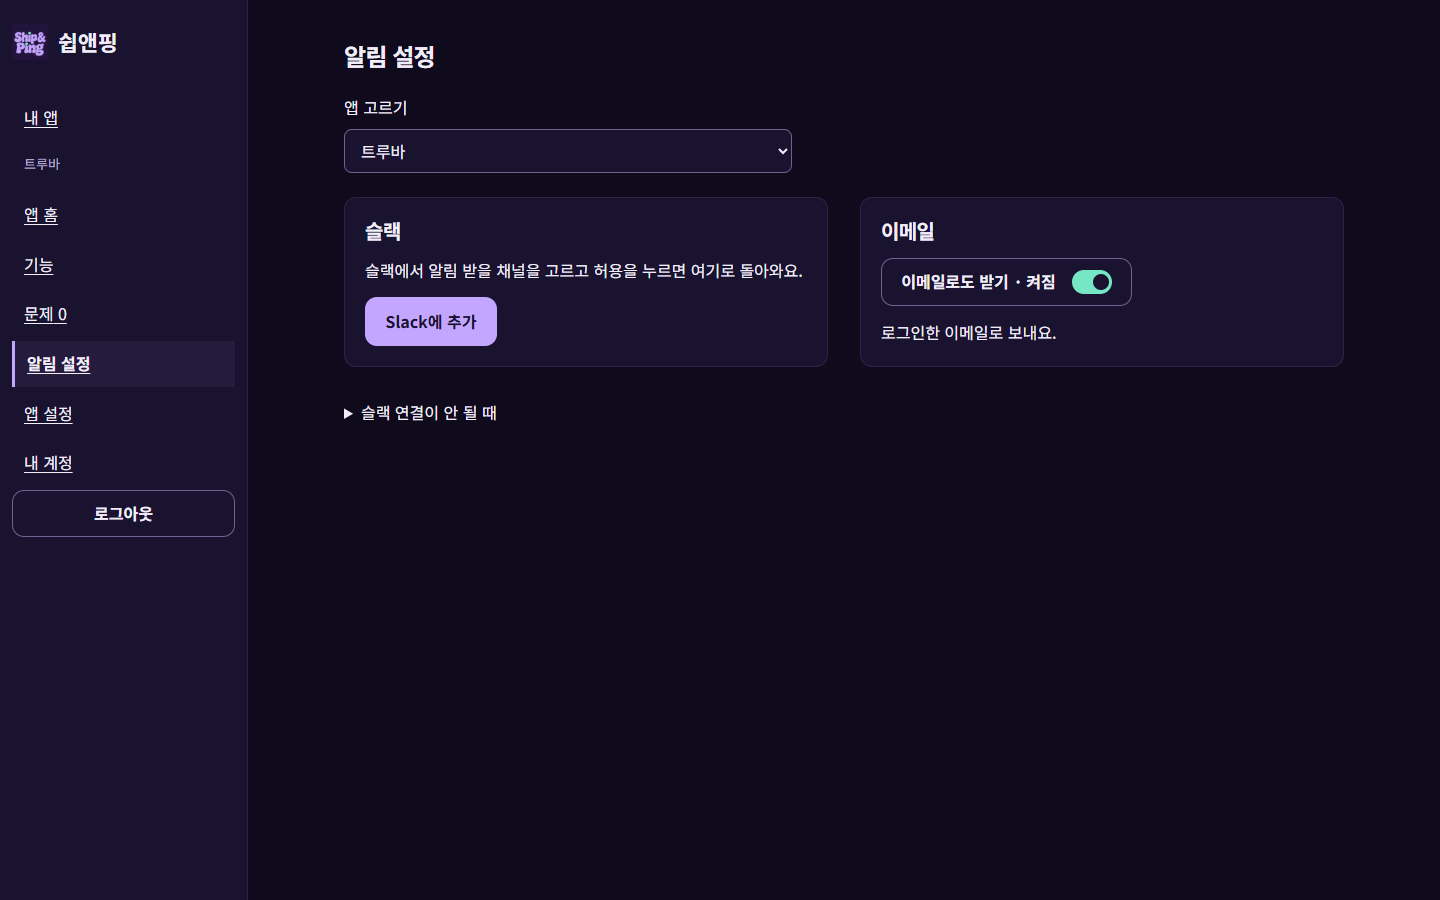 Ship&
Ping
쉽앤핑
내 앱
트루바
앱 홈
기능
문제 0
알림 설정
앱 설정
내 계정
로그아웃
알림 설정
앱 고르기
트루바
슬랙
슬랙에서 알림 받을 채널을 고르고 허용을 누르면 여기로 돌아와요.
Slack에 추가
이메일
이메일로도 받기 · 켜짐
로그인한 이메일로 보내요.
슬랙 연결이 안 될 때